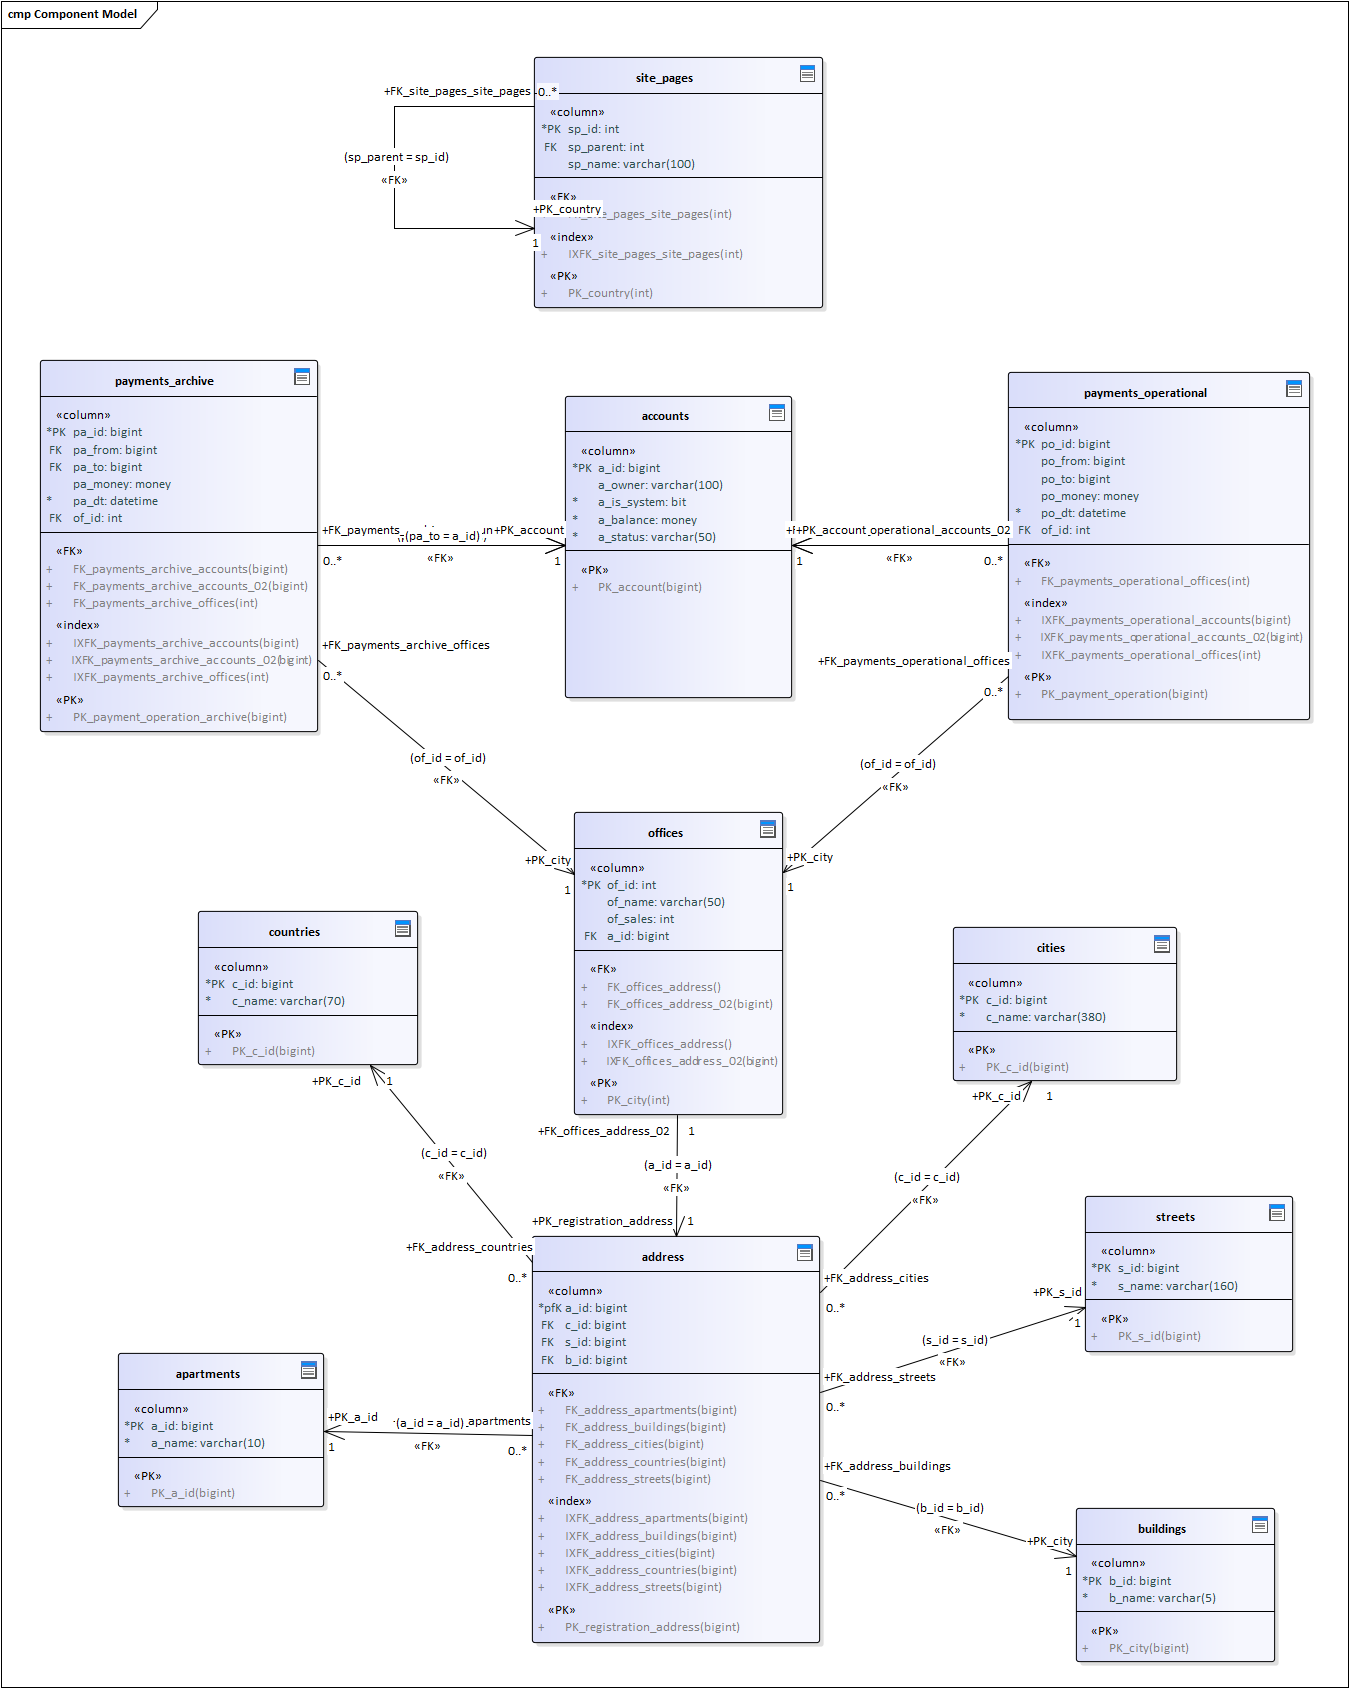 cmp Component Model
site_pages
+FK_site_pages_site_pages
0..*
«column»
*PK sp_id: int
FK sp_parent: int
sp_name: varchar(100)
(sp_parent = sp_id)
«FK»
«FK»
+PK_country
_pages_site_pages(int)
1
«index»
+ IXFK_site_pages_site_pages(int)
«PK»
+ PK_country(int)
payments_archive
«column»
*PK pa_id: bigint
FK pa_from: bigint
FK pa_to: bigint
pa_money: money
* pa_dt: datetime
FK of_id: int
«FK»
+ FK_payments_archive_accounts(bigint)
+ FK_payments_archive_accounts_02(bigint)
+ FK_payments_archive_offices(int)
«index»
+ IXFK_payments_archive_accounts(bigint)
+ IXFK_payments_archive_accounts_02(bigint)
+ IXFK_payments_archive_offices(int)
«PK»
+ PK_payment_operation_archive(bigint)
+FK_payments_
(pa_to = a_id)
+PK_account
0..*
«FK»
1
accounts
«column»
*PK a_id: bigint
a_owner: varchar(100)
* a_is_system: bit
* a_balance: money
* a_status: varchar(50)
«PK»
+ PK_account(bigint)
+PK_account
operational_accounts_02
1
«FK»
0..*
payments_operational
«column»
*PK po_id: bigint
po_from: bigint
po_to: bigint
po_money: money
* po_dt: datetime
FK of_id: int
«FK»
+ FK_payments_operational_offices(int)
«index»
+ IXFK_payments_operational_accounts(bigint)
+ IXFK_payments_operational_accounts_02(bigint)
+ IXFK_payments_operational_offices(int)
«PK»
+ PK_payment_operation(bigint)
+FK_payments_archive_offices
0..*
(of_id = of_id)
«FK»
+PK_city
1
+FK_payments_operational_offices
0..*
(of_id = of_id)
«FK»
+PK_city
1
offices
«column»
*PK of_id: int
of_name: varchar(50)
of_sales: int
FK a_id: bigint
«FK»
+ FK_offices_address()
+ FK_offices_address_02(bigint)
«index»
+ IXFK_offices_address()
+ IXFK_offices_address_02(bigint)
«PK»
+ PK_city(int)
countries
«column»
*PK c_id: bigint
* c_name: varchar(70)
«PK»
+ PK_c_id(bigint)
+PK_c_id
1
(c_id = c_id)
«FK»
+FK_address_countries
0..*
cities
«column»
*PK c_id: bigint
* c_name: varchar(380)
«PK»
+ PK_c_id(bigint)
+PK_c_id
1
(c_id = c_id)
«FK»
+FK_address_cities
0..*
+FK_offices_address_02
1
(a_id = a_id)
«FK»
+PK_registration_address
1
address
«column»
*pfK a_id: bigint
FK c_id: bigint
FK s_id: bigint
FK b_id: bigint
«FK»
+ FK_address_apartments(bigint)
+ FK_address_buildings(bigint)
+ FK_address_cities(bigint)
+ FK_address_countries(bigint)
+ FK_address_streets(bigint)
«index»
+ IXFK_address_apartments(bigint)
+ IXFK_address_buildings(bigint)
+ IXFK_address_cities(bigint)
+ IXFK_address_countries(bigint)
+ IXFK_address_streets(bigint)
«PK»
+ PK_registration_address(bigint)
streets
«column»
*PK s_id: bigint
* s_name: varchar(160)
«PK»
+ PK_s_id(bigint)
+PK_s_id
1
(s_id = s_id)
«FK»
+FK_address_streets
0..*
apartments
«column»
*PK a_id: bigint
* a_name: varchar(10)
«PK»
+ PK_a_id(bigint)
+PK_a_id
(a_id = a_id)
_apartments
1
«FK»
0..*
+FK_address_buildings
0..*
(b_id = b_id)
«FK»
+PK_city
1
buildings
«column»
*PK b_id: bigint
* b_name: varchar(5)
«PK»
+ PK_city(bigint)